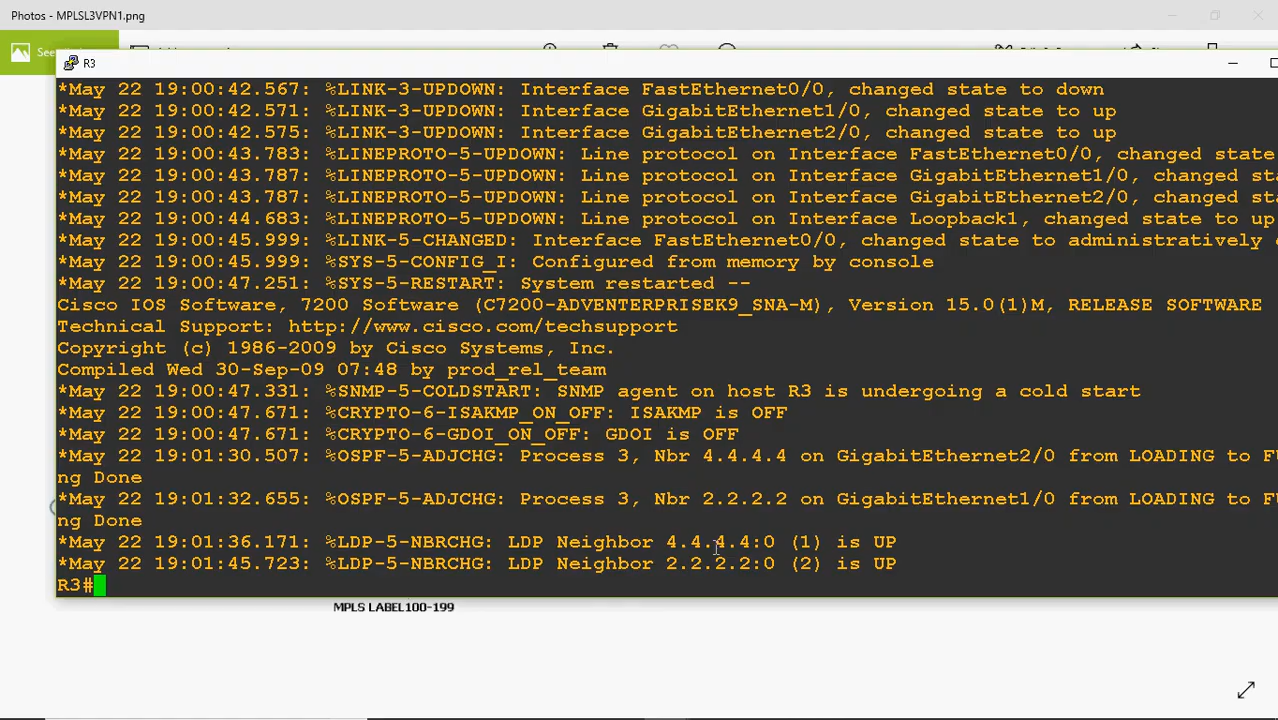 Photos - MPLSL3VPN1.png
See
R3
*May 22 19:00:42.567: %LINK-3-UPDOWN: Interface FastEthernet0/0, changed state to down
*May 22 19:00:42.571: %LINK-3-UPDOWN: Interface GigabitEthernet1/0, changed state to up
*May 22 19:00:42.575: %LINK-3-UPDOWN: Interface GigabitEthernet2/0, changed state to up
*May 22 19:00:43.783: %LINEPROTO-5-UPDOWN: Line protocol on Interface FastEthernet0/0, changed state
*May 22 19:00:43.787: %LINEPROTO-5-UPDOWN: Line protocol on Interface GigabitEthernet1/0, changed sta
*May 22 19:00:43.787: %LINEPROTO-5-UPDOWN: Line protocol on Interface GigabitEthernet2/0, changed sta
*May 22 19:00:44.683: %LINEPROTO-5-UPDOWN: Line protocol on Interface Loopback1, changed state to up
*May 22 19:00:45.999: %LINK-5-CHANGED: Interface FastEthernet0/0, changed state to administratively
*May 22 19:00:45.999: %SYS-5-CONFIG_I: Configured from memory by console
*May 22 19:00:47.251: %SYS-5-RESTART: System restarted --
Cisco IOS Software, 7200 Software (C7200-ADVENTERPRISEK9_SNA-M), Version 15.0(1)M, RELEASE SOFTWARE
Technical Support: http://www.cisco.com/techsupport
Copyright (c) 1986-2009 by Cisco Systems, Inc.
Compiled Wed 30-Sep-09 07:48 by prod_rel_team
*May 22 19:00:47.331: %SNMP-5-COLDSTART: SNMP agent on host R3 is undergoing a cold start
*May 22 19:00:47.671: %CRYPTO-6-ISAKMP_ON_OFF: ISAKMP is OFF
*May 22 19:00:47.671: %CRYPTO-6-GDOI_ON_OFF: GDOI is OFF
*May 22 19:01:30.507: %OSPF-5-ADJCHG: Process 3, Nbr 4.4.4.4 on GigabitEthernet2/0 from LOADING to FU
ng Done
*May 22 19:01:32.655: %OSPF-5-ADJCHG: Process 3, Nbr 2.2.2.2 on GigabitEthernet1/0 from LOADING to FU
ng Done
*May 22 19:01:36.171: %LDP-5-NBRCHG: LDP Neighbor 4.4.4.4:0 (1) is UP
*May 22 19:01:45.723: %LDP-5-NBRCHG: LDP Neighbor 2.2.2.2:0 (2) is UP
R3#
MPLS LABEL100-199